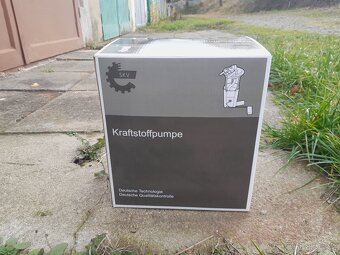 SKV
Kraftstoffpumpe
Deutsche Technologie
Deutsche Qualitätskontrolle